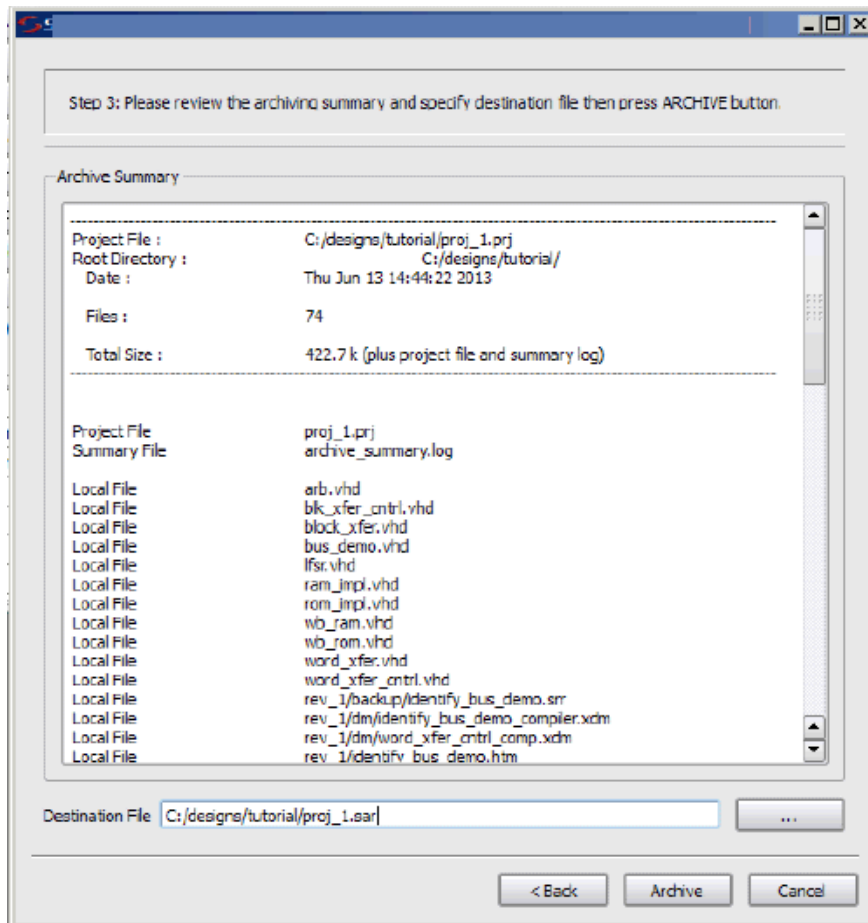 Step 3: Please review the archiving summary and specify destination file then press ARCHIVE button.
Archive Summary
Project File : C:/designs/tutorial/proj_1.prj
Root Directory : C:/designs/tutorial/
Date : Thu Jun 13 14:44:22 2013
Files : 74
Total Size : 422.7 k (plus project file and summary log)
Project File proj_1.prj
Summary File archive_summary.log
Local File arb.vhd
Local File blk_xfer_cntrl.vhd
Local File block_xfer.vhd
Local File bus_demo.vhd
Local File lfsr.vhd
Local File ram_impl.vhd
Local File rom_impl.vhd
Local File wb_ram.vhd
Local File wb_rom.vhd
Local File word_xfer.vhd
Local File word_xfer_cntrl.vhd
Local File rev_1/backup/identify_bus_demo.srr
Local File rev_1/dm/identify_bus_demo_compiler.xdm
Local File rev_1/dm/word_xfer_cntrl_comp.xdm
Local File rev_1/identify_bus_demo.htm
Destination File C:/designs/tutorial/proj_1.sar ...
< Back Archive Cancel